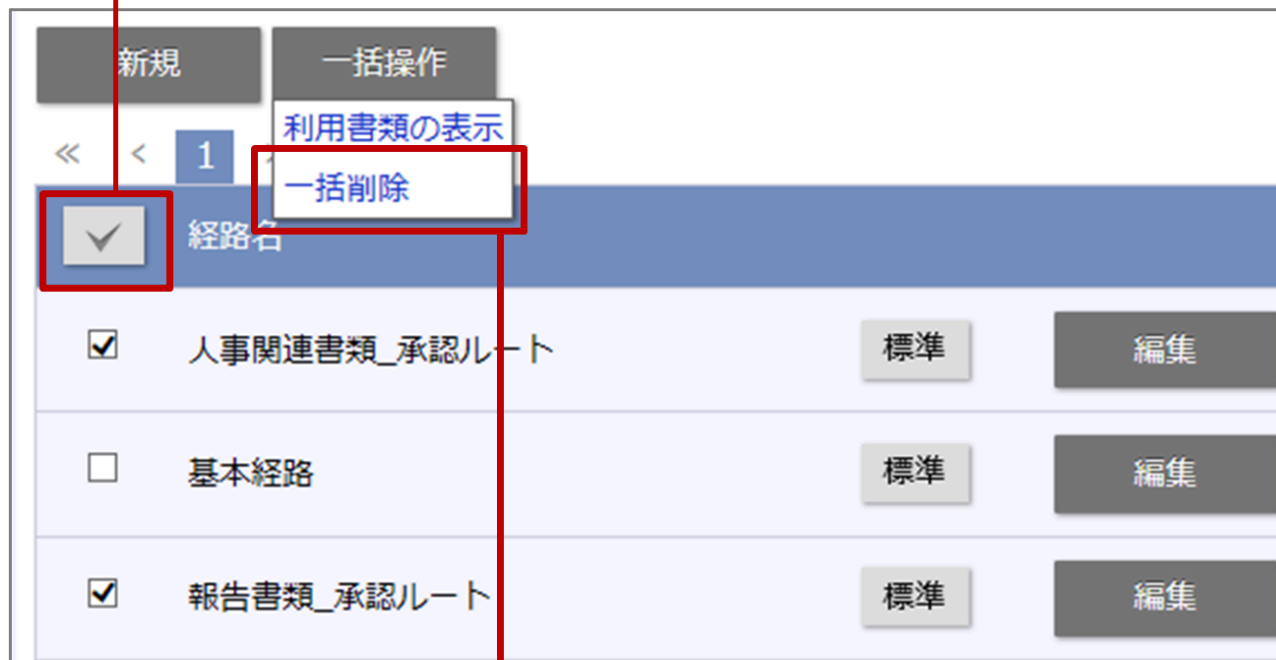 新規 一括操作
利用書類の表示
« < 1
一括削除
経路名
人事関連書類_承認ルート 標準 編集
基本経路 標準 編集
報告書類_承認ルート 標準 編集